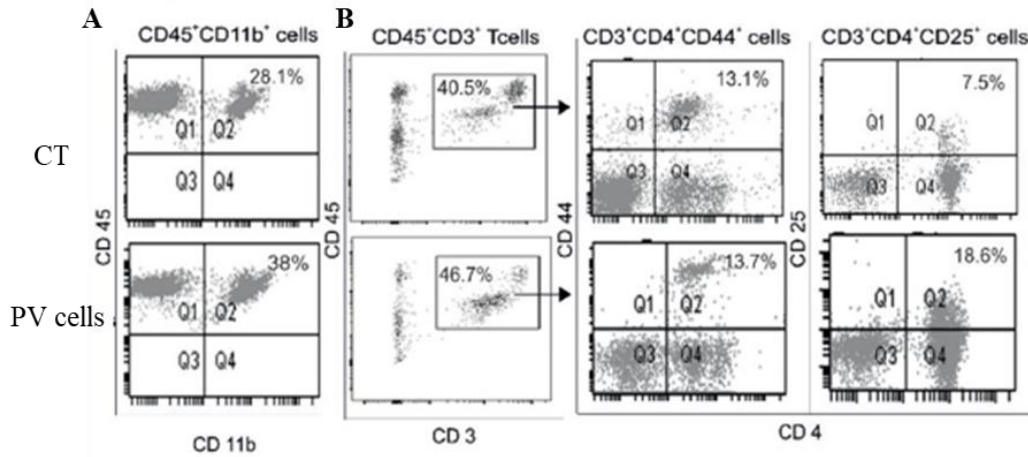 A
B
CD45⁺CD11b⁺ cells
CD45⁺CD3⁺ Tcells
CD3⁺CD4⁺CD44⁺ cells
CD3⁺CD4⁺CD25⁺ cells
CT
28.1%
Q1 Q2
Q3 Q4
40.5%
13.1%
Q1 Q2
Q3 Q4
7.5%
Q1 Q2
Q3 Q4
CD 45
CD 45
CD 44
CD 25
PV cells
38%
Q1 Q2
Q3 Q4
46.7%
13.7%
Q1 Q2
Q3 Q4
18.6%
Q1 Q2
Q3 Q4
CD 11b
CD 3
CD 4